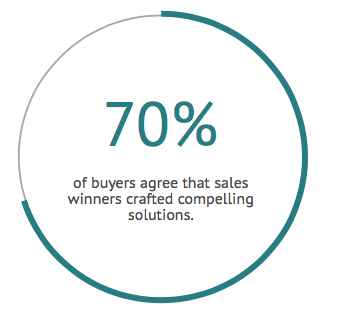 70%
of buyers agree that sales
winners crafted compelling
solutions.